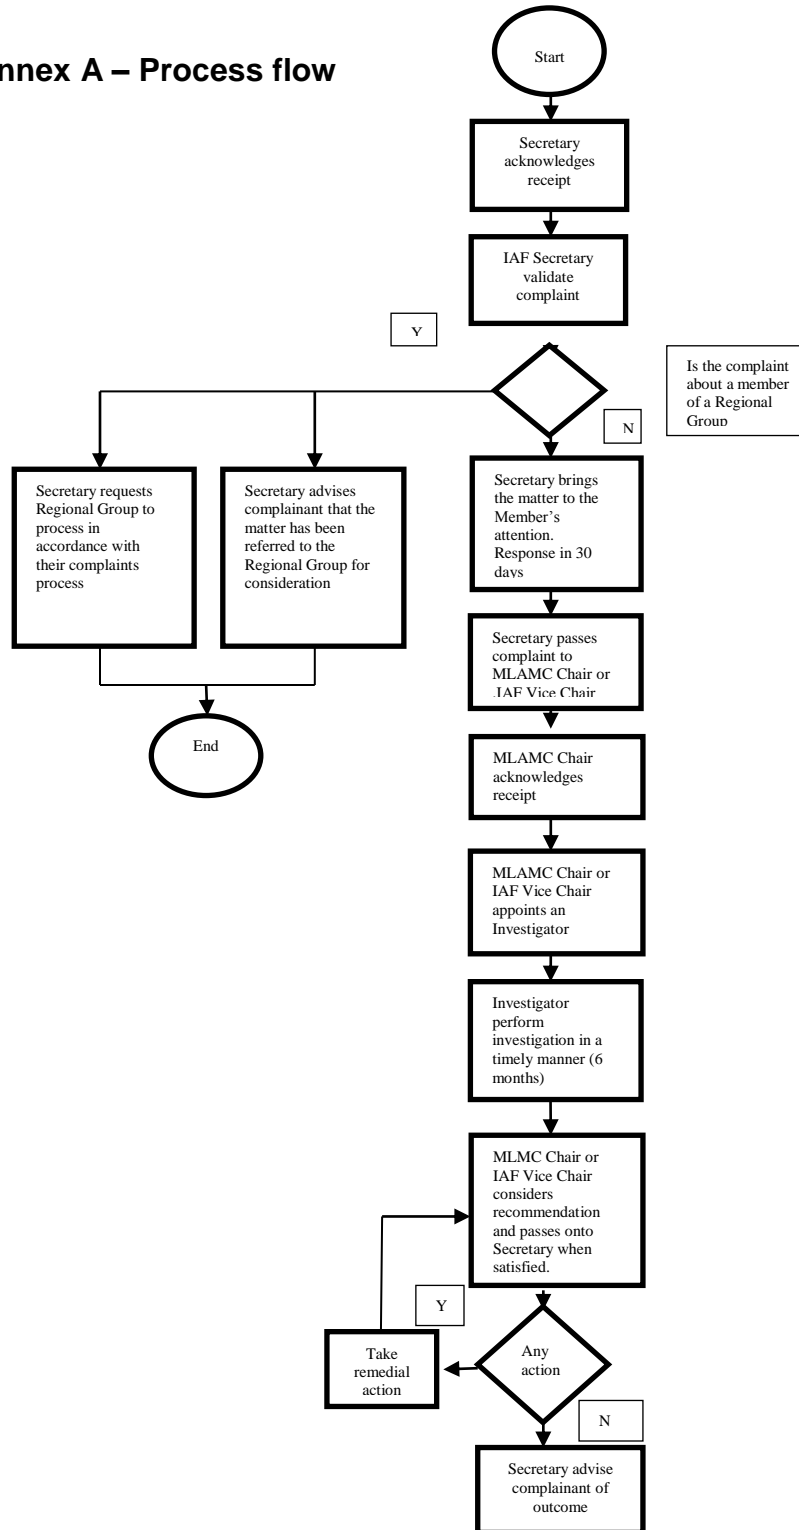 nnex A – Process flow
Start
Secretary
acknowledges
receipt
IAF Secretary
validate
complaint
Y
Is the complaint
about a member
of a Regional
Group
N
Secretary requests
Regional Group to
process in
accordance with
their complaints
process
Secretary advises
complainant that the
matter has been
referred to the
Regional Group for
consideration
Secretary brings
the matter to the
Member’s
attention.
Response in 30
days
Secretary passes
complaint to
MLAMC Chair or
IAF Vice Chair
End
MLAMC Chair
acknowledges
receipt
MLAMC Chair or
IAF Vice Chair
appoints an
Investigator
Investigator
perform
investigation in a
timely manner (6
months)
MLMC Chair or
IAF Vice Chair
considers
recommendation
and passes onto
Secretary when
satisfied.
Y
Take
remedial
action
Any
action
N
Secretary advise
complainant of
outcome